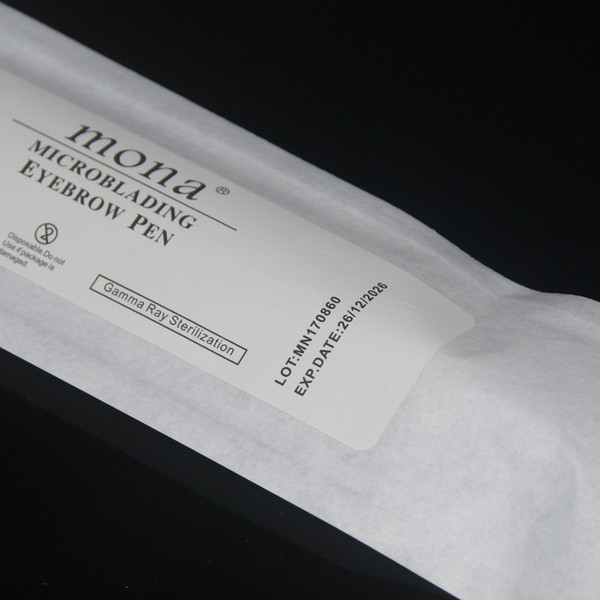 mona®
MICROBLADING
EYEBROW PEN
Disposable.Do not
Use if package is
damaged.
Gamma Ray Sterilization
LOT:MN170860
EXP.DATE:26/12/2026